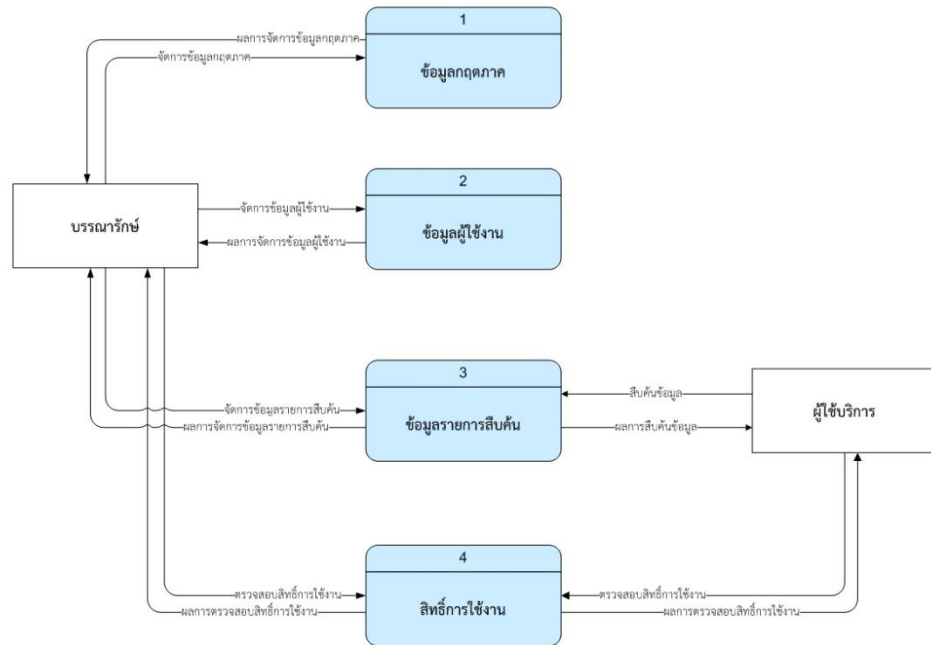 1
ผลการจัดการข้อมูลกฤตภาค
จัดการข้อมูลกฤตภาค
ข้อมูลกฤตภาค
2
บรรณารักษ์
จัดการข้อมูลผู้ใช้งาน
ผลการจัดการข้อมูลผู้ใช้งาน
ข้อมูลผู้ใช้งาน
3
จัดการข้อมูลรายการสืบค้น
ผลการจัดการข้อมูลรายการสืบค้น
ข้อมูลรายการสืบค้น
สืบค้นข้อมูล
ผลการสืบค้นข้อมูล
ผู้ใช้บริการ
4
ตรวจสอบสิทธิ์การใช้งาน
ผลการตรวจสอบสิทธิ์การใช้งาน
สิทธิ์การใช้งาน
ตรวจสอบสิทธิ์การใช้งาน
ผลการตรวจสอบสิทธิ์การใช้งาน